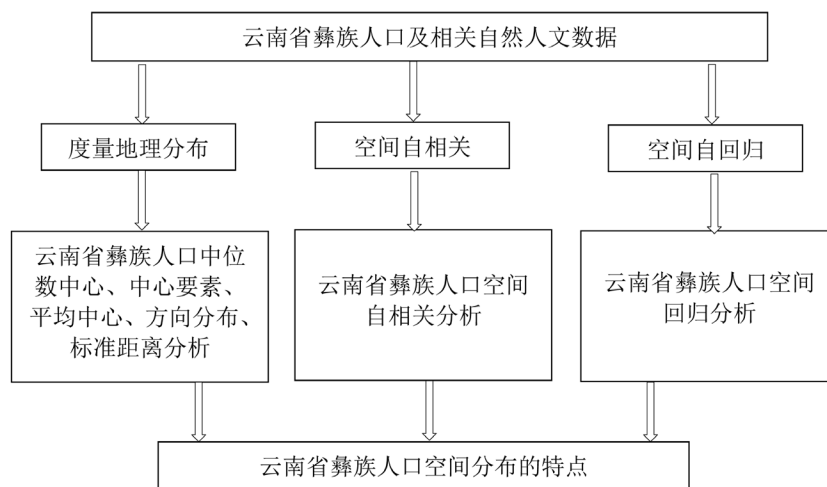 云南省彝族人口及相关自然人文数据
度量地理分布
空间自相关
空间自回归
云南省彝族人口中位
数中心、中心要素、
平均中心、方向分布、
标准距离分析
云南省彝族人口空间
自相关分析
云南省彝族人口空间
回归分析
云南省彝族人口空间分布的特点